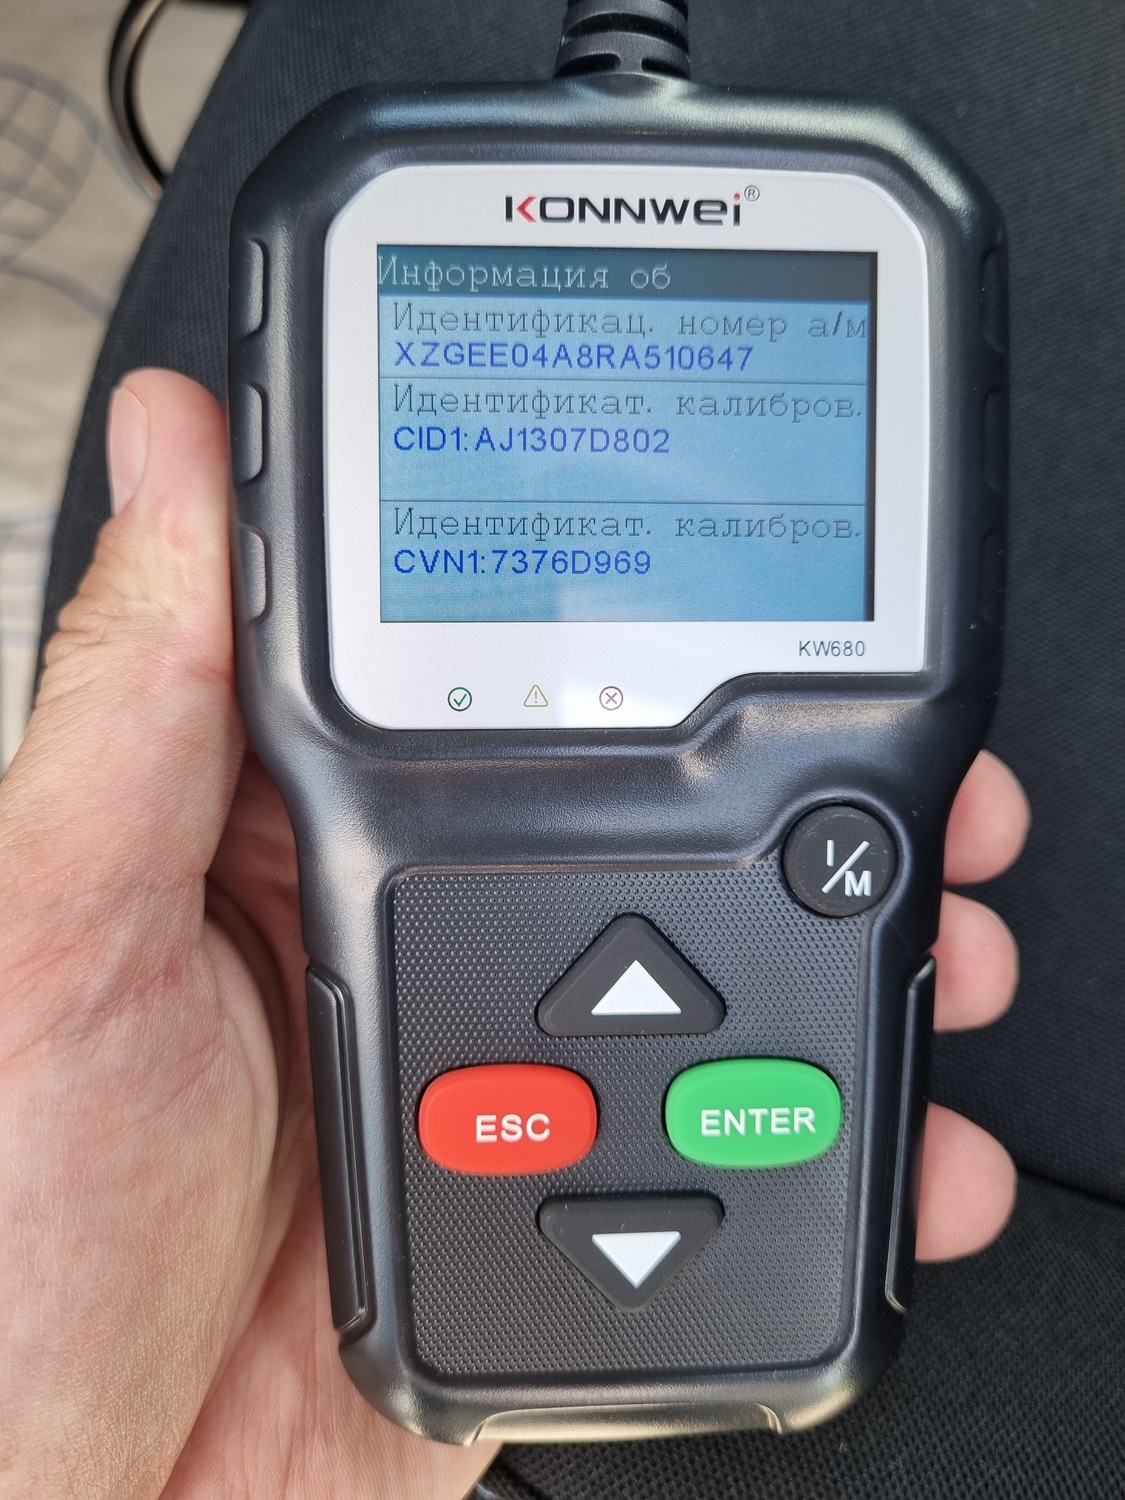 KONNWEI®
Информация об
Идентификац. номер а/м
XZGEE04A8RA510647
Идентификат. калибров.
CID1:AJ1307D802
Идентификат. калибров.
CVN1:7376D969
KW680
I/M
ESC
ENTER